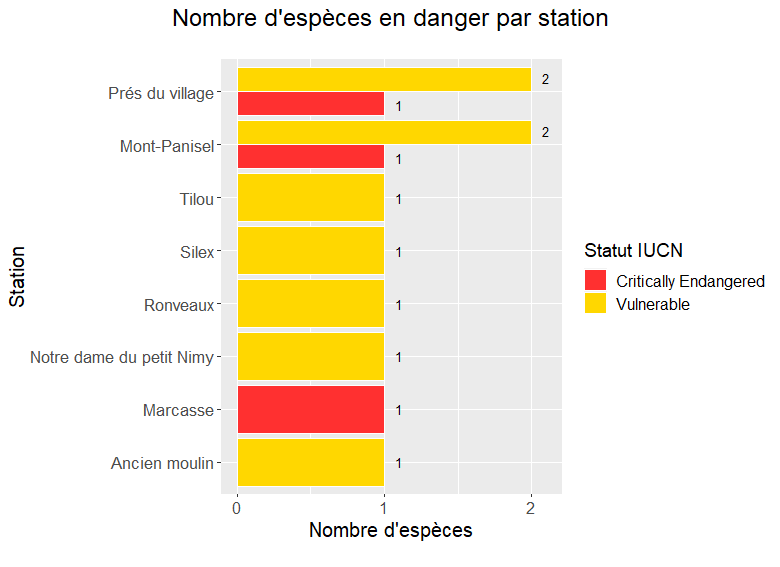 Nombre d'espèces en danger par station
Prés du village
2
1
Mont-Panisel
2
1
Tilou
1
Silex
1
Ronveaux
1
Notre dame du petit Nimy
1
Marcasse
1
Ancien moulin
1
0 1 2
Nombre d'espèces
Station
Statut IUCN
Critically Endangered
Vulnerable